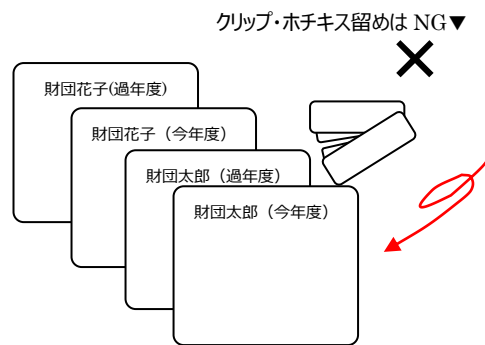 クリップ・ホチキス留めは NG▼
財団花子(過年度)
財団花子（今年度）
財団太郎（過年度）
財団太郎（今年度）